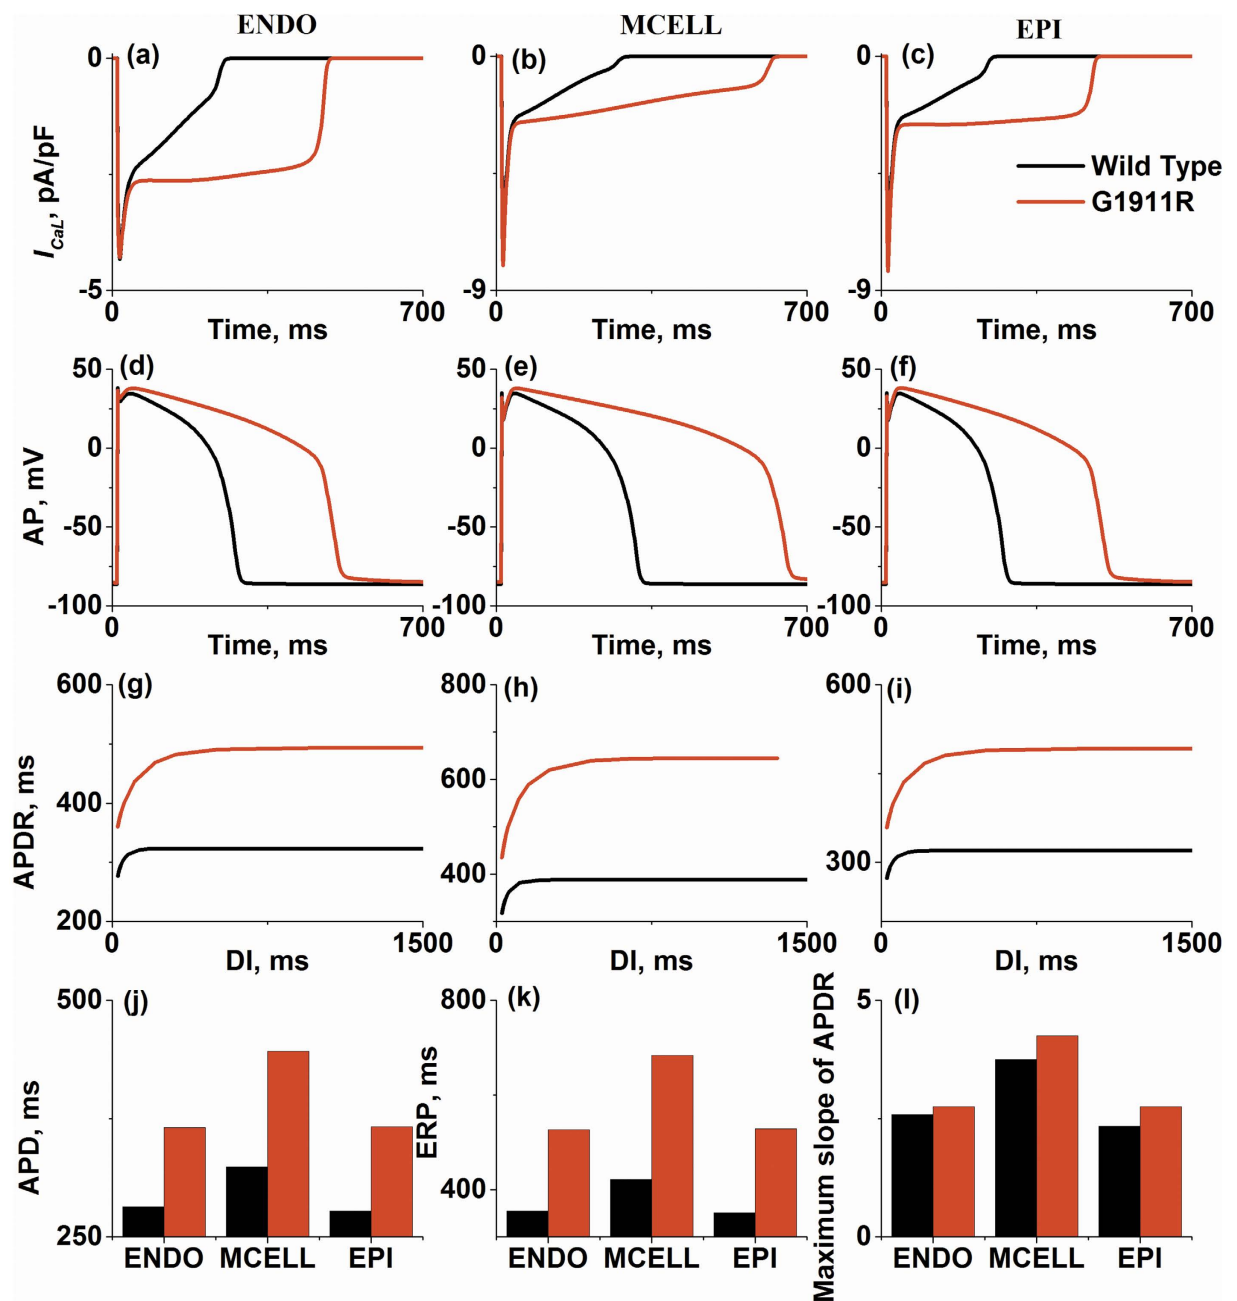 ENDO MCELL EPI
(a) (b) (c)
0 0 0
I_CaL, pA/pF
Wild Type
G1911R
-5 -9 -9
0 700 0 700 0 700
Time, ms Time, ms Time, ms
(d) (e) (f)
50 50 50
0 0 0
AP, mV
-50 -50 -50
-100 -100 -100
0 700 0 700 0 700
Time, ms Time, ms Time, ms
(g) (h) (i)
600 800 600
400 600 300
APDR, ms
200 400
0 1500 0 1500 0 1500
DI, ms DI, ms DI, ms
(j) (k) (l)
500 800 5
APD, ms
ERP, ms
Maximum slope of APDR
250 400 0
ENDO MCELL EPI ENDO MCELL EPI ENDO MCELL EPI